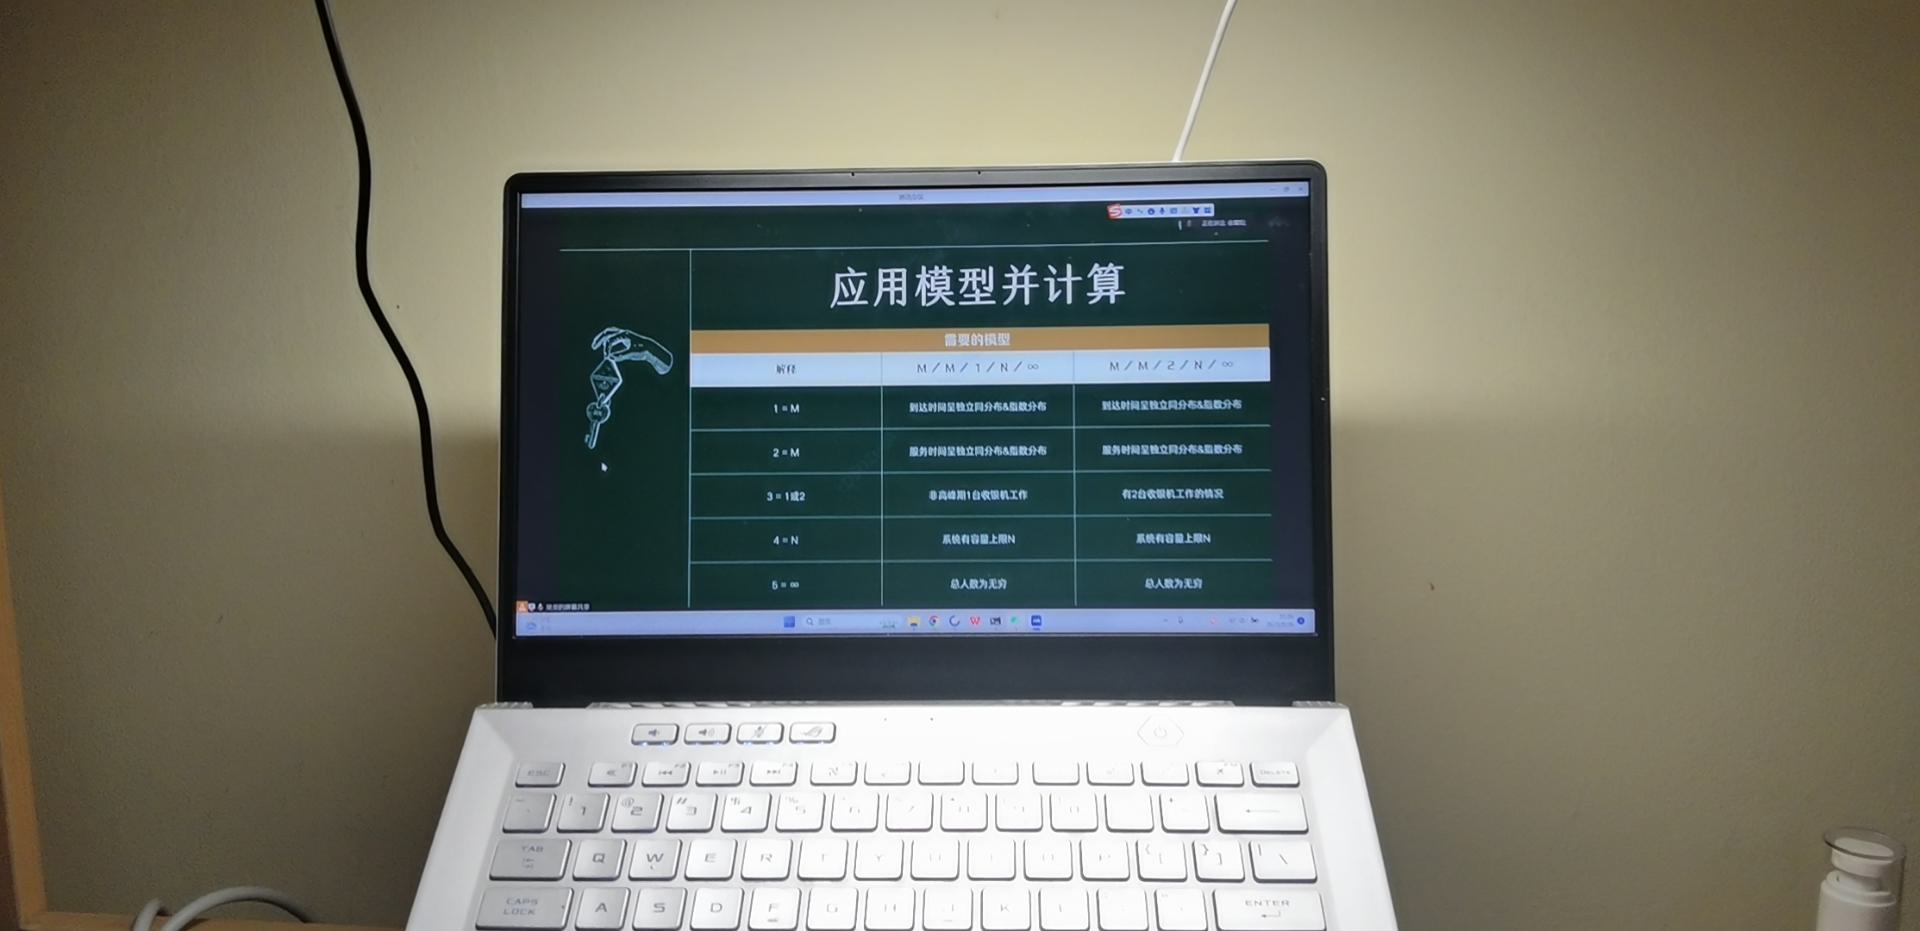 应用模型并计算
需要的模型
解释 M/M/1/N/∞ M/M/2/N/∞
1 = M 到达时间呈独立同分布&指数分布 到达时间呈独立同分布&指数分布
2 = M 服务时间呈独立同分布&指数分布 服务时间呈独立同分布&指数分布
3 = 1或2 非高峰期1台收银机工作 有2台收银机工作的情况
4 = N 系统有容量上限N 系统有容量上限N
5 = ∞ 总人数为无穷 总人数为无穷
ESC
DELETE
1 2 3 4 5 6
TAB Q W E R T Y
CAPS LOCK A S D F G H K L ENTER